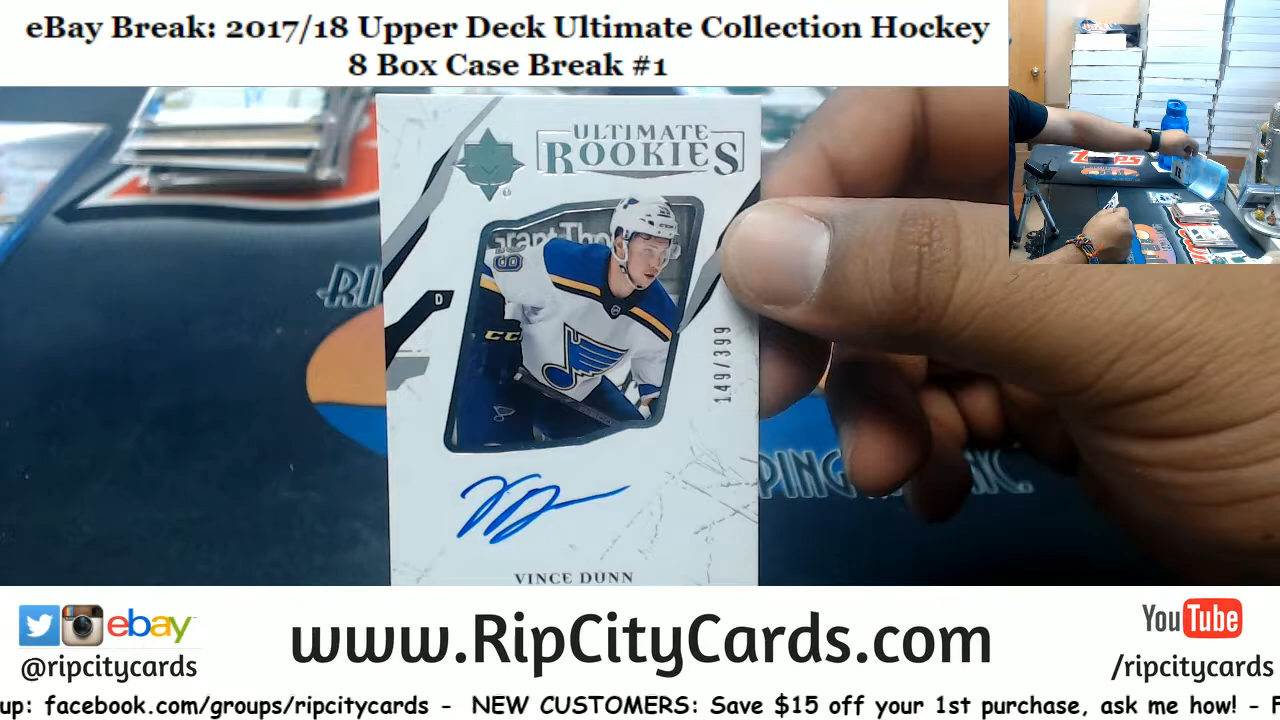 eBay Break: 2017/18 Upper Deck Ultimate Collection Hockey
8 Box Case Break #1
ULTIMATE
ROOKIES
D
149/399
VINCE DUNN
ebay
@ripcitycards
www.RipCityCards.com
YouTube
/ripcitycards
up: facebook.com/groups/ripcitycards - NEW CUSTOMERS: Save $15 off your 1st purchase, ask me how! - F